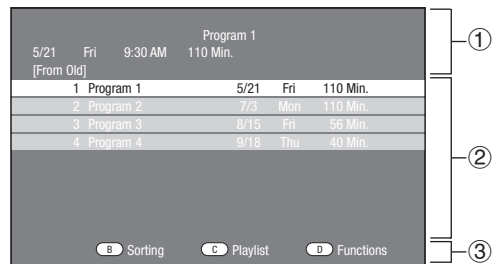 Program 1
5/21 Fri 9:30 AM 110 Min.
[From Old]
1 Program 1 5/21 Fri 110 Min.
2 Program 2 7/3 Mon 110 Min.
3 Program 3 8/15 Fri 56 Min.
4 Program 4 9/18 Thu 40 Min.
B Sorting C Playlist D Functions
①
②
③